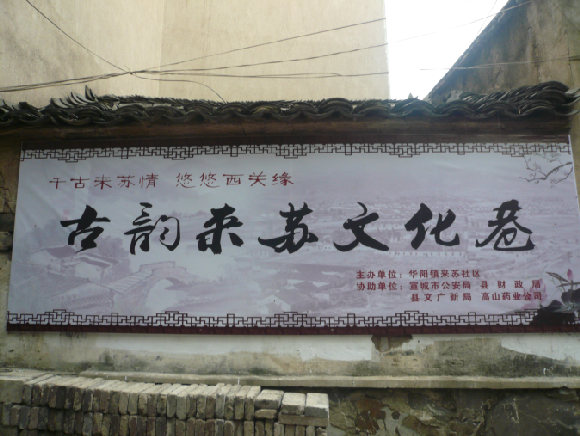 千古来苏情 悠悠西关缘
古韵来苏文化巷
主办单位：华阳镇来苏社区
协助单位：宣城市公安局 县财政局
县文广新局 高山药业公司